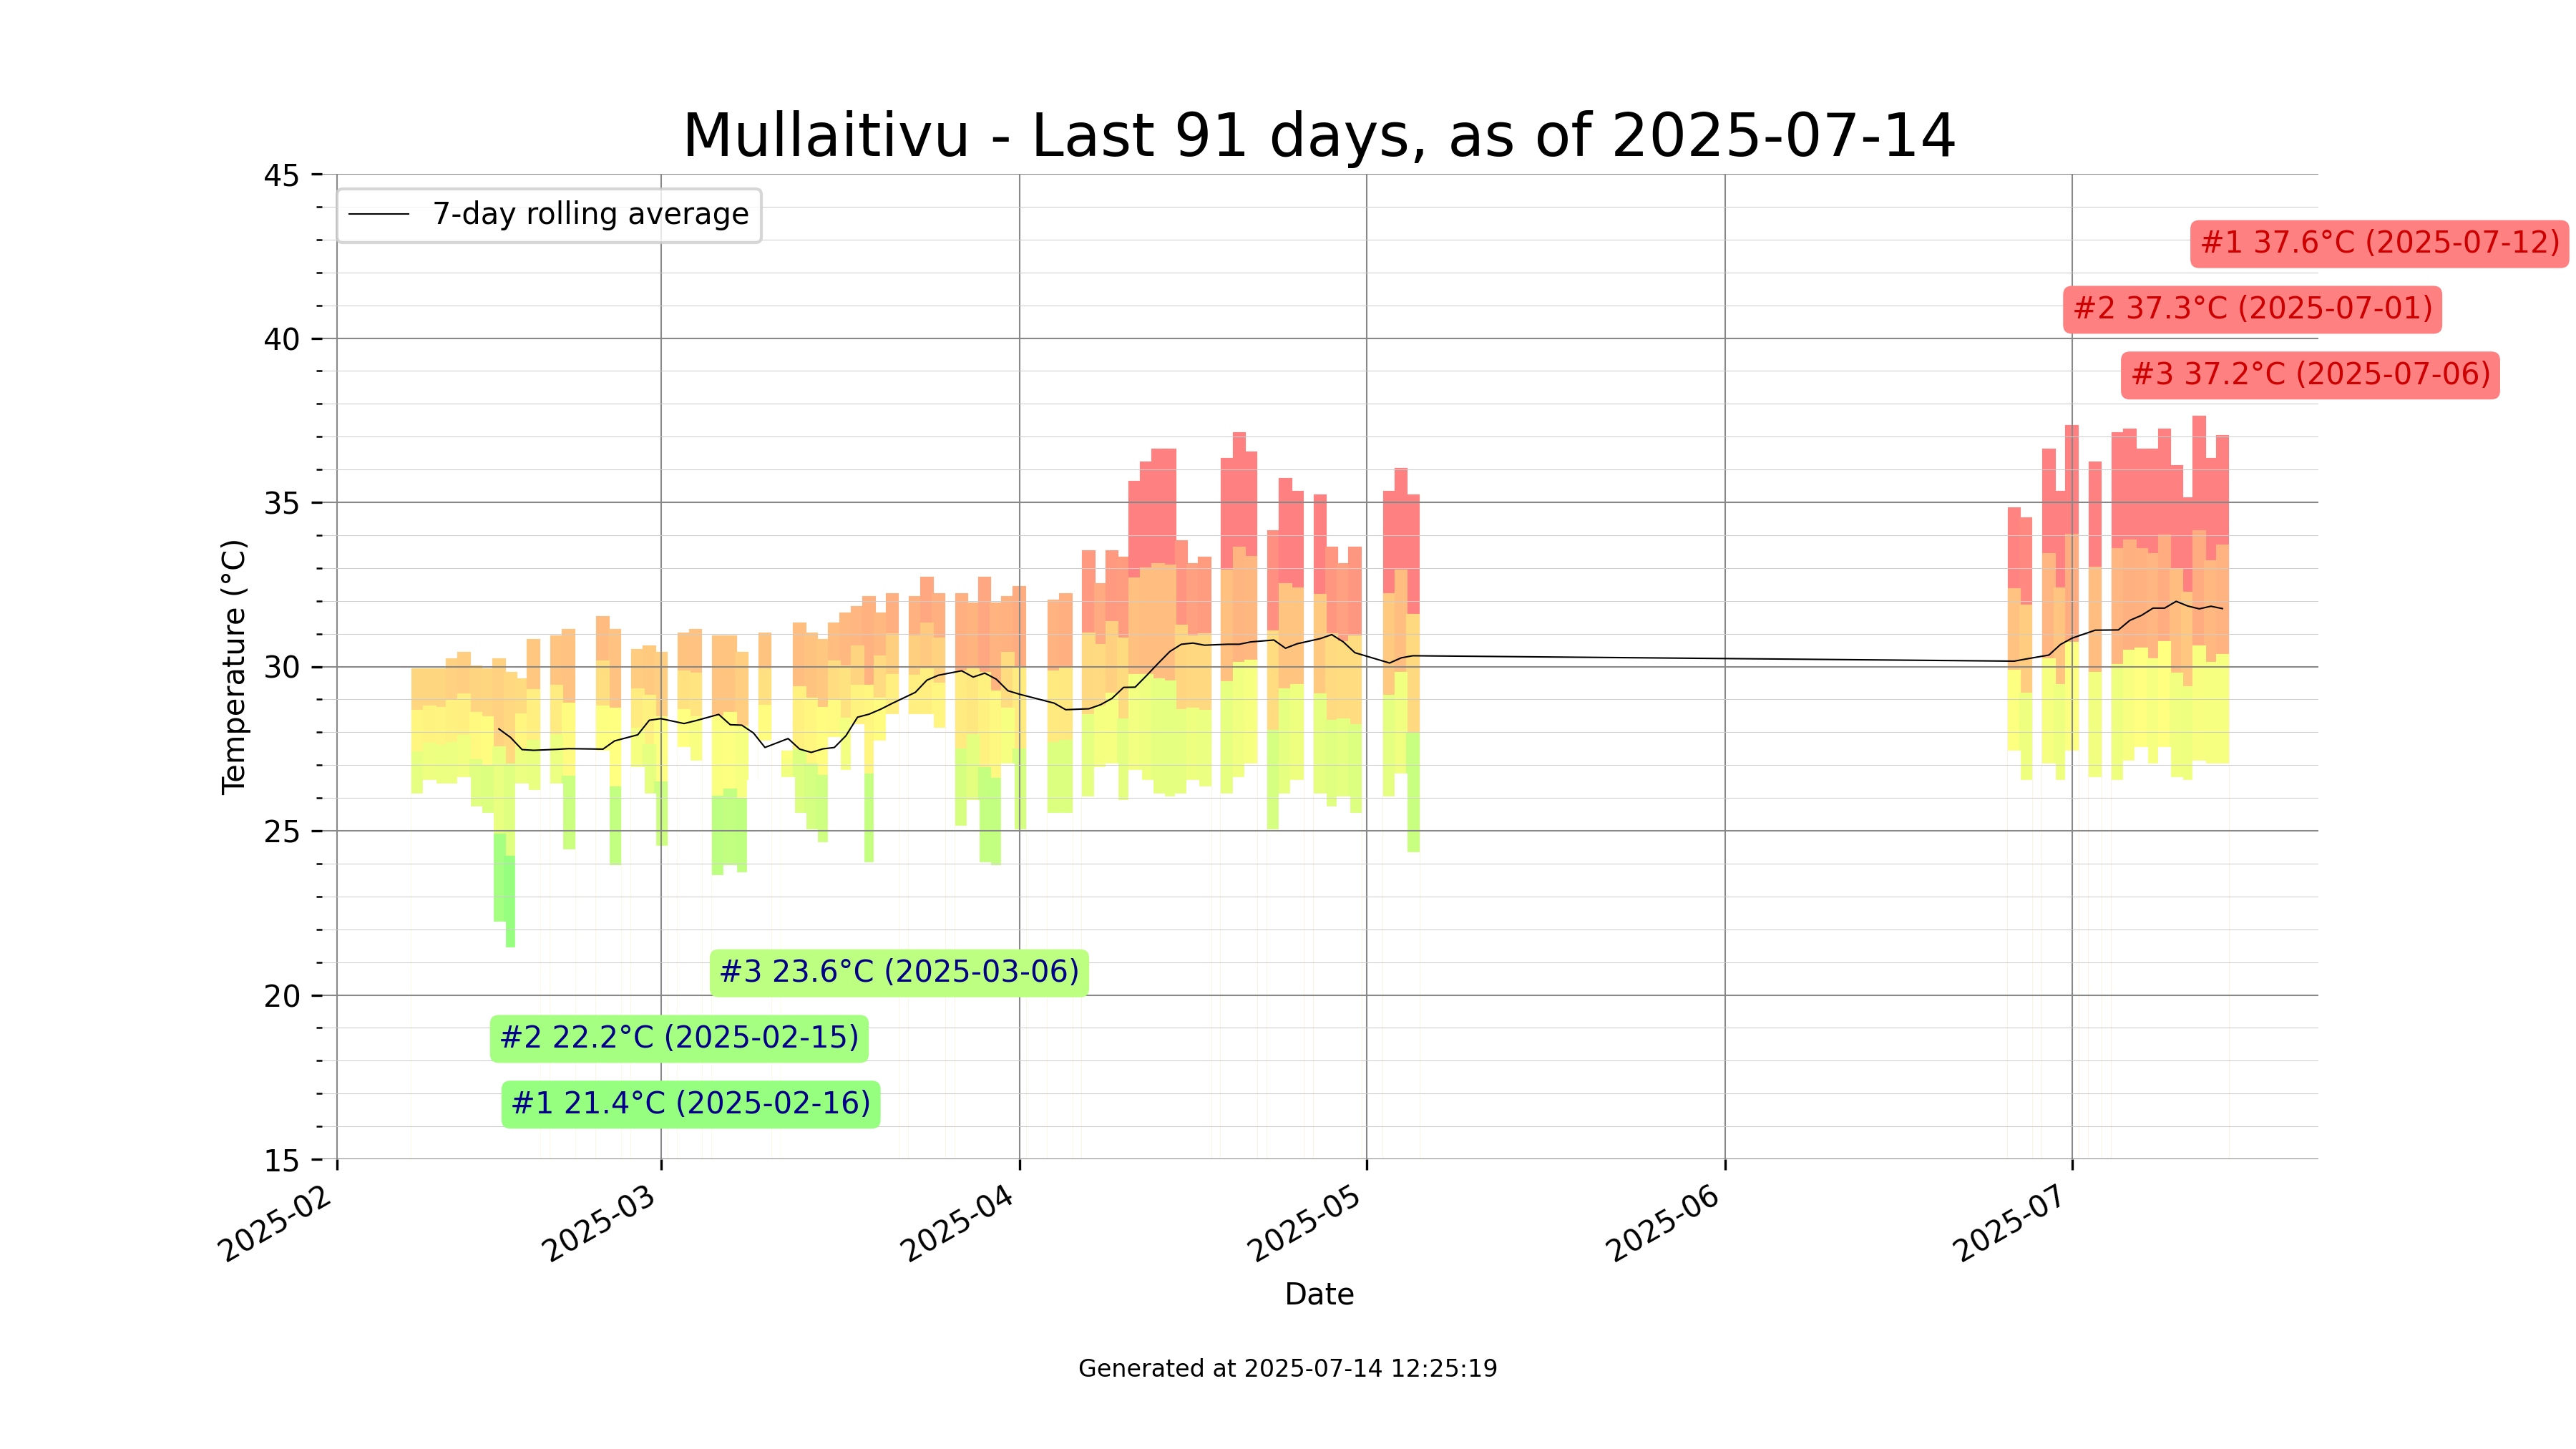 Mullaitivu - Last 91 days, as of 2025-07-14
45
7-day rolling average
#1 37.6°C (2025-07-12)
#2 37.3°C (2025-07-01)
40
#3 37.2°C (2025-07-06)
35
30
Temperature (°C)
25
#3 23.6°C (2025-03-06)
20
#2 22.2°C (2025-02-15)
#1 21.4°C (2025-02-16)
15
2025-02
2025-03
2025-04
2025-05
2025-06
2025-07
Date
Generated at 2025-07-14 12:25:19